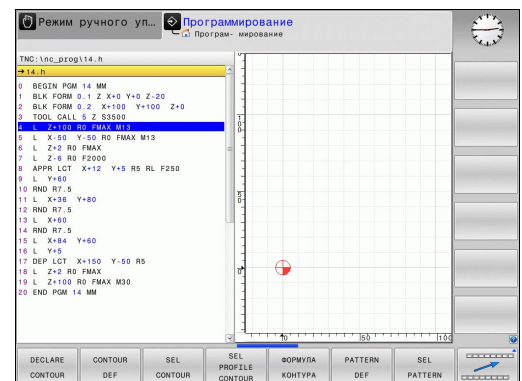 Режим ручного уп...
Программирование
Програм- мирование
TNC:\nc_prog\14.h
→14.h
0 BEGIN PGM 14 MM
1 BLK FORM 0.1 Z X+0 Y+0 Z-20
2 BLK FORM 0.2 X+100 Y+100 Z+0
3 TOOL CALL 5 Z S3500
4 L Z+100 R0 FMAX M13
5 L X-50 Y-50 R0 FMAX M13
6 L Z+2 R0 FMAX
7 L Z-6 R0 F2000
8 APPR LCT X+12 Y+5 R5 RL F250
9 L Y+60
10 RND R7.5
11 L X+36 Y+80
12 RND R7.5
13 L X+60
14 RND R7.5
15 L X+84 Y+60
16 L Y+5
17 DEP LCT X+150 Y-50 R5
18 L Z+2 R0 FMAX
19 L Z+100 R0 FMAX M30
20 END PGM 14 MM
100
50
0
0
50
100
DECLARE CONTOUR
CONTOUR DEF
SEL CONTOUR
SEL PROFILE CONTOUR
ФОРМУЛА КОНТУРА
PATTERN DEF
SEL PATTERN